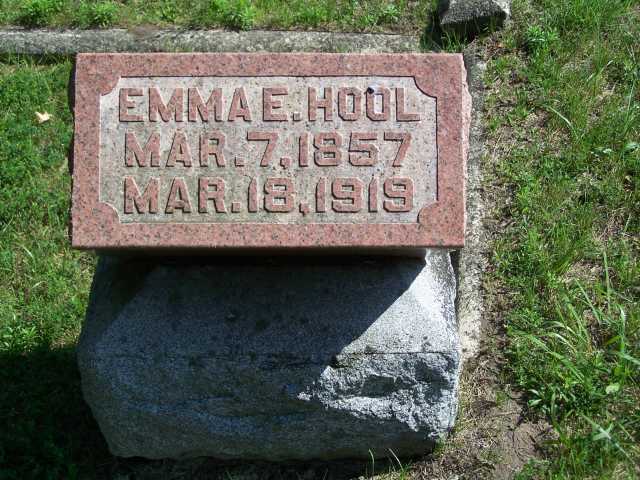 EMMA E. HOOL
MAR. 7, 1857
MAR. 18, 1919